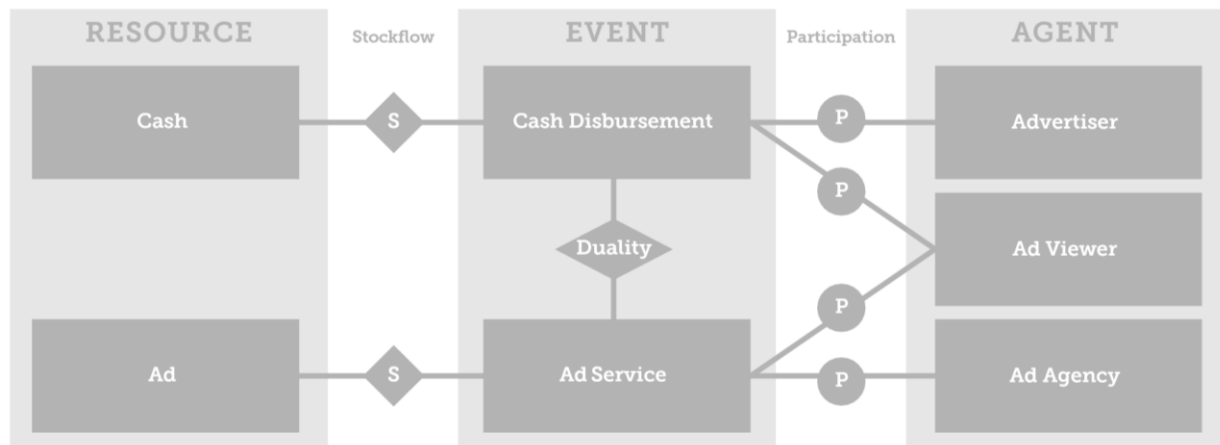 RESOURCE
Stockflow
EVENT
Participation
AGENT
Cash
S
Cash Disbursement
P
Advertiser
P
Duality
Ad Viewer
P
Ad
S
Ad Service
P
Ad Agency